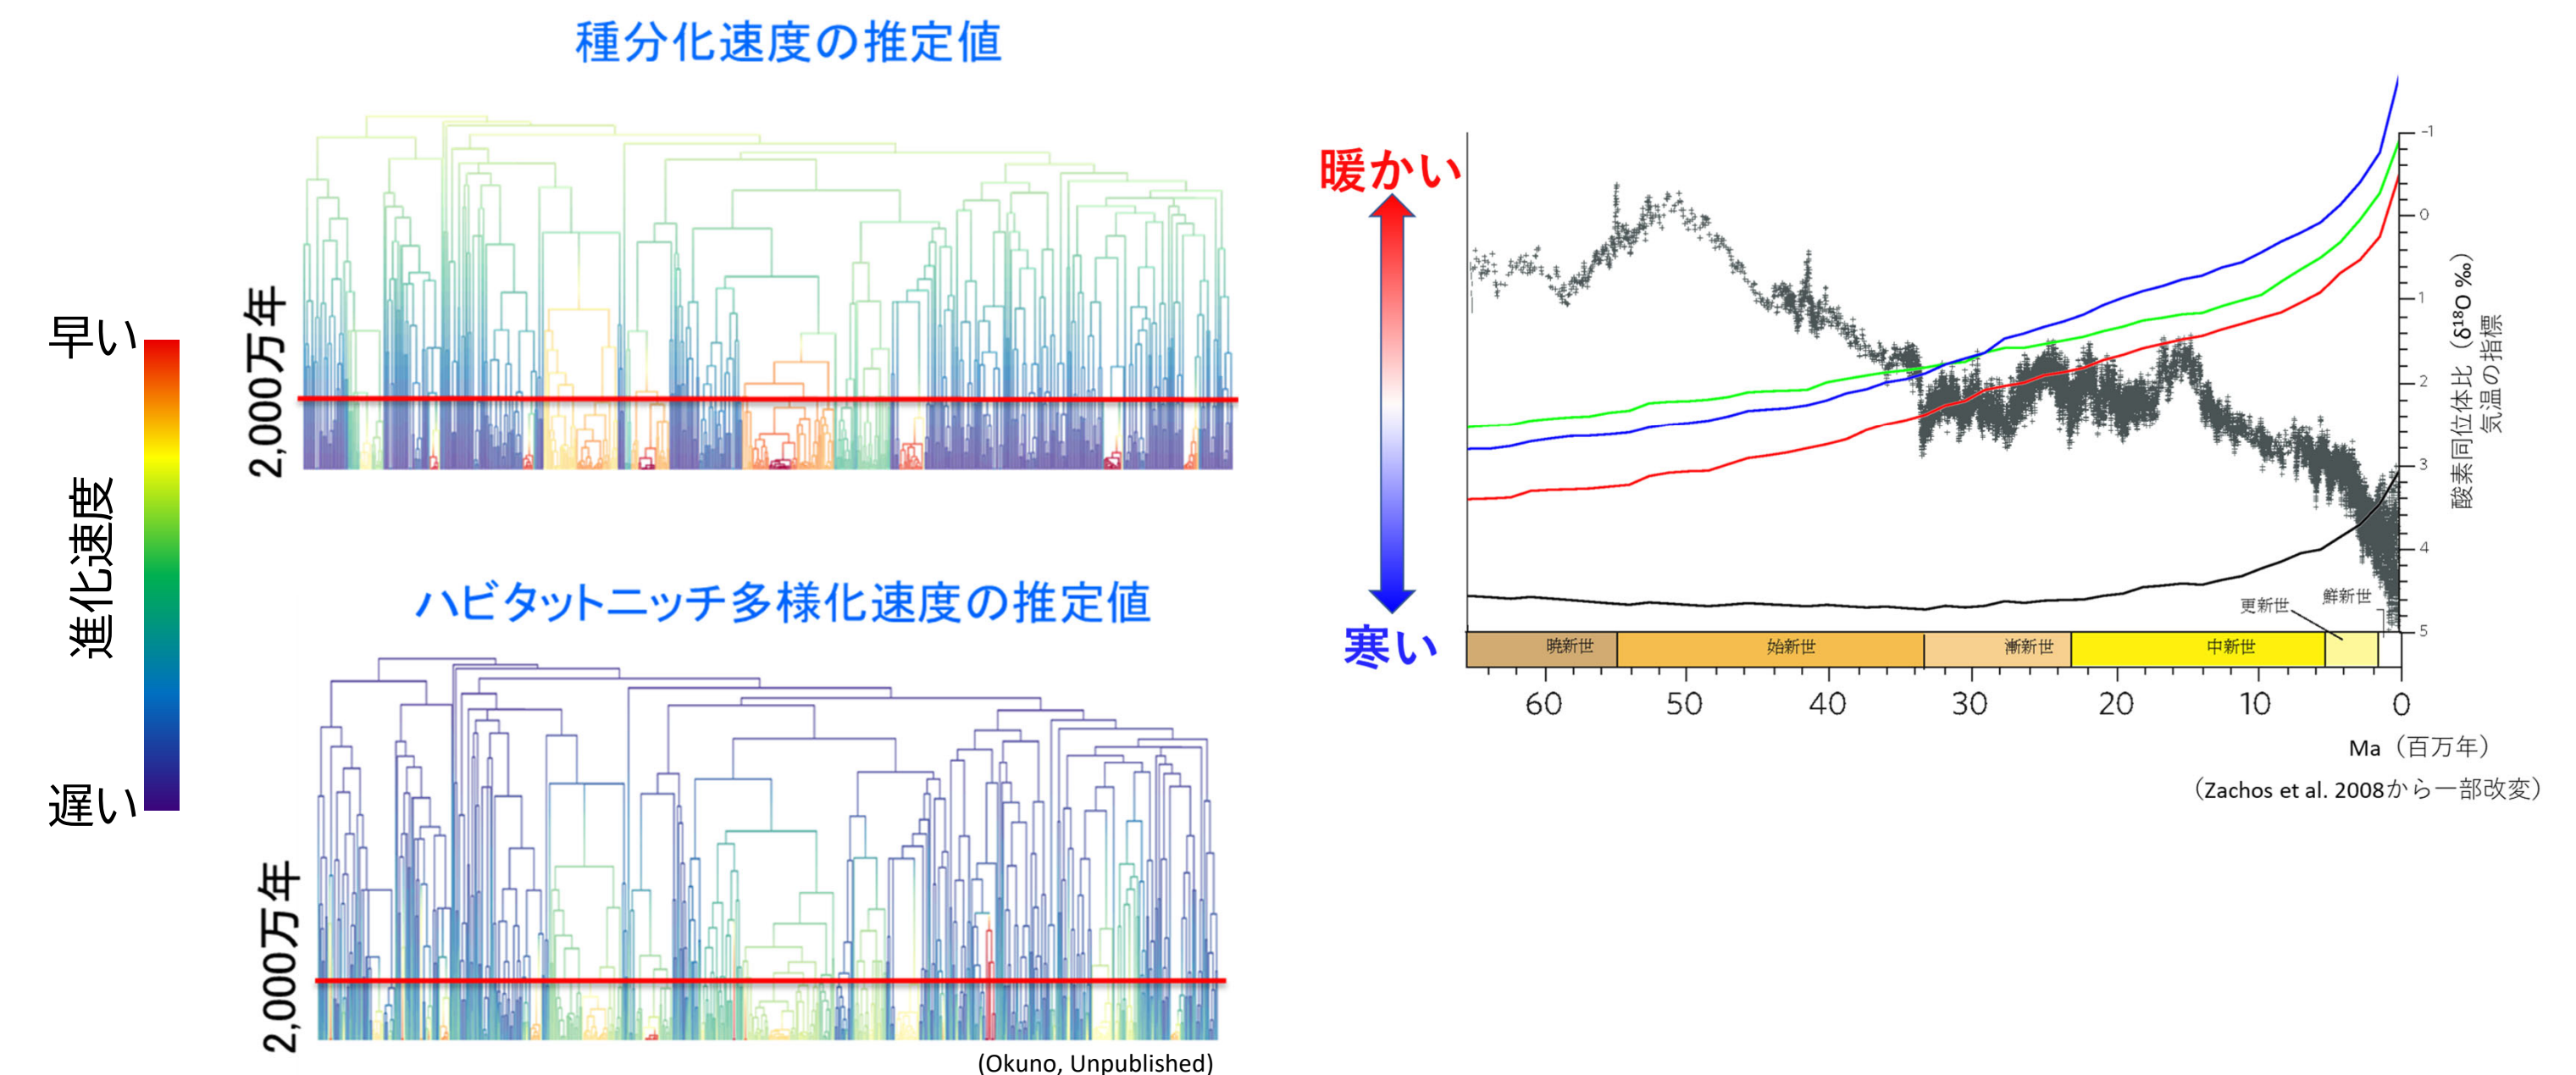 種分化速度の推定値
2,000万年
早い
進化速度
遅い
ハビタットニッチ多様化速度の推定値
2,000万年
(Okuno, Unpublished)
暖かい
寒い
-1
0
1
2
3
4
5
酸素同位体比（δ¹⁸O ‰）
気温の指標
更新世
鮮新世
暁新世
始新世
漸新世
中新世
60 50 40 30 20 10 0
Ma（百万年）
（Zachos et al. 2008から一部改変）